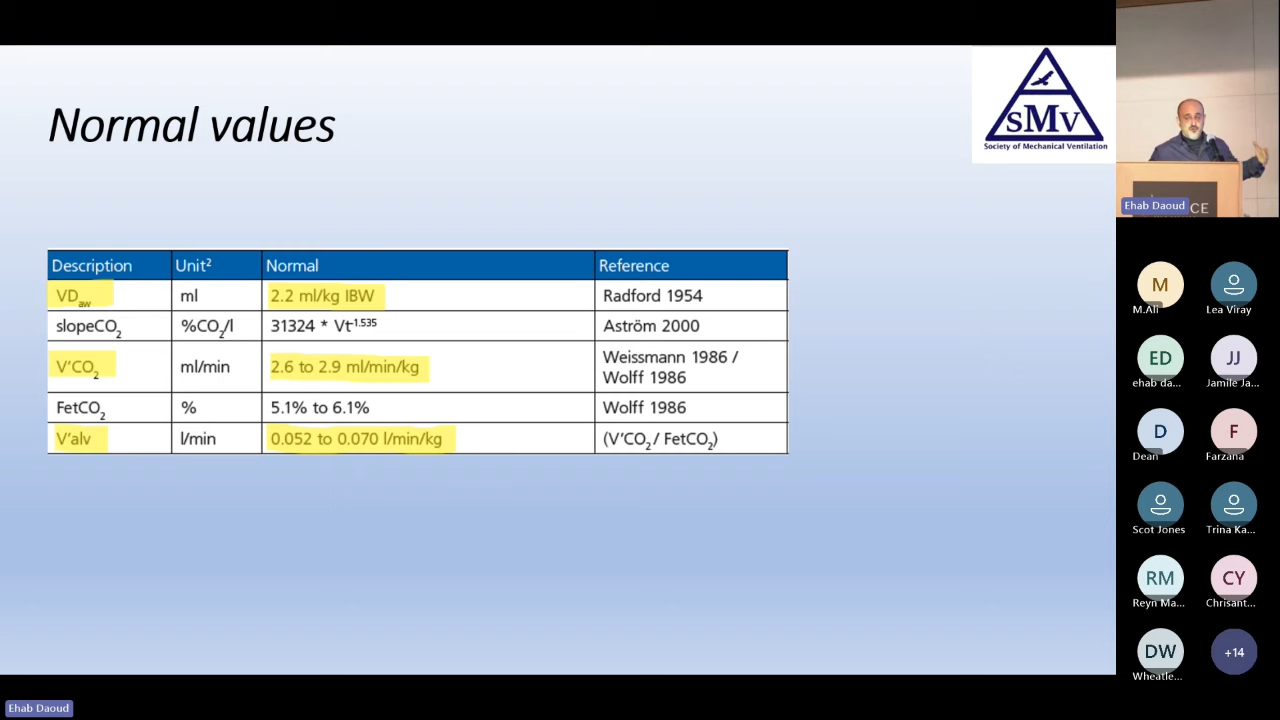 Normal values
sMv
Society of Mechanical Ventilation
Description Unit² Normal Reference
VDaw ml 2.2 ml/kg IBW Radford 1954
slopeCO₂ %CO₂/l 31324 * Vt⁻¹·⁵³⁵ Aström 2000
V'CO₂ ml/min 2.6 to 2.9 ml/min/kg Weissmann 1986 /
Wolff 1986
FetCO₂ % 5.1% to 6.1% Wolff 1986
V'alv l/min 0.052 to 0.070 l/min/kg (V'CO₂ / FetCO₂)
Ehab Daoud
CE
M
M.Ali
Lea Viray
ED
ehab da...
JJ
Jamile Ja...
D
Dean
F
Farzana
Scot Jones
Trina Ka...
RM
Reyn Ma...
CY
Chrisant...
DW
Wheatle...
+14
Ehab Daoud